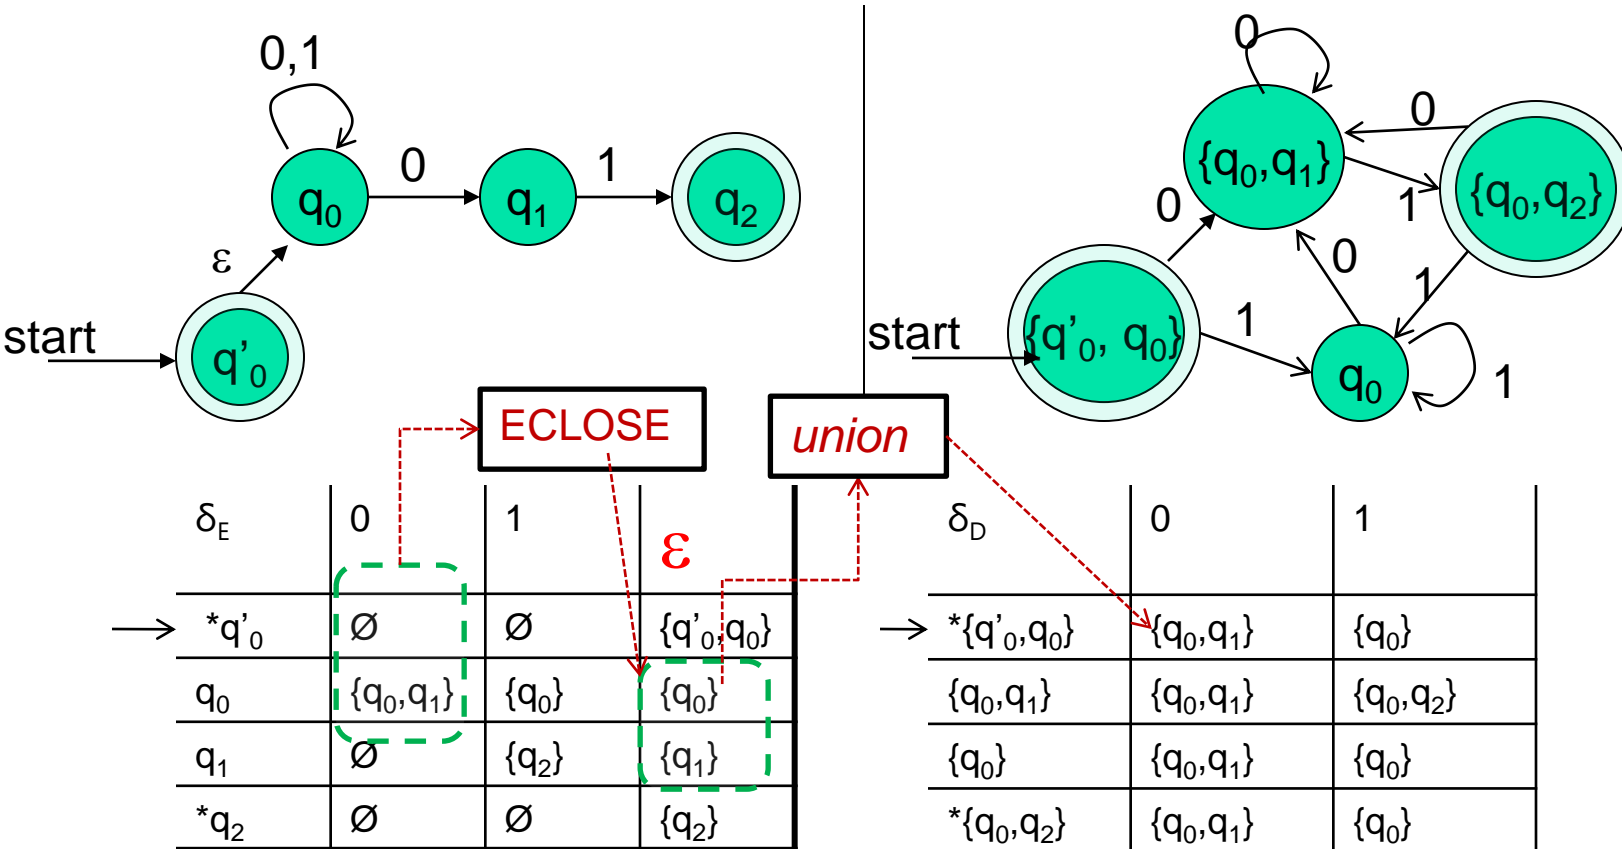 0,1
0
1
q₀
q₁
q₂
ε
start
q'₀
0
{q₀,q₁}
0
{q₀,q₂}
1
0
0
1
start
{q'₀, q₀}
1
q₀
1
ECLOSE
union
δE 0 1 ε
*q'₀ Ø Ø {q'₀,q₀}
q₀ {q₀,q₁} {q₀} {q₀}
q₁ Ø {q₂} {q₁}
*q₂ Ø Ø {q₂}
δD 0 1
*{q'₀,q₀} {q₀,q₁} {q₀}
{q₀,q₁} {q₀,q₁} {q₀,q₂}
{q₀} {q₀,q₁} {q₀}
*{q₀,q₂} {q₀,q₁} {q₀}